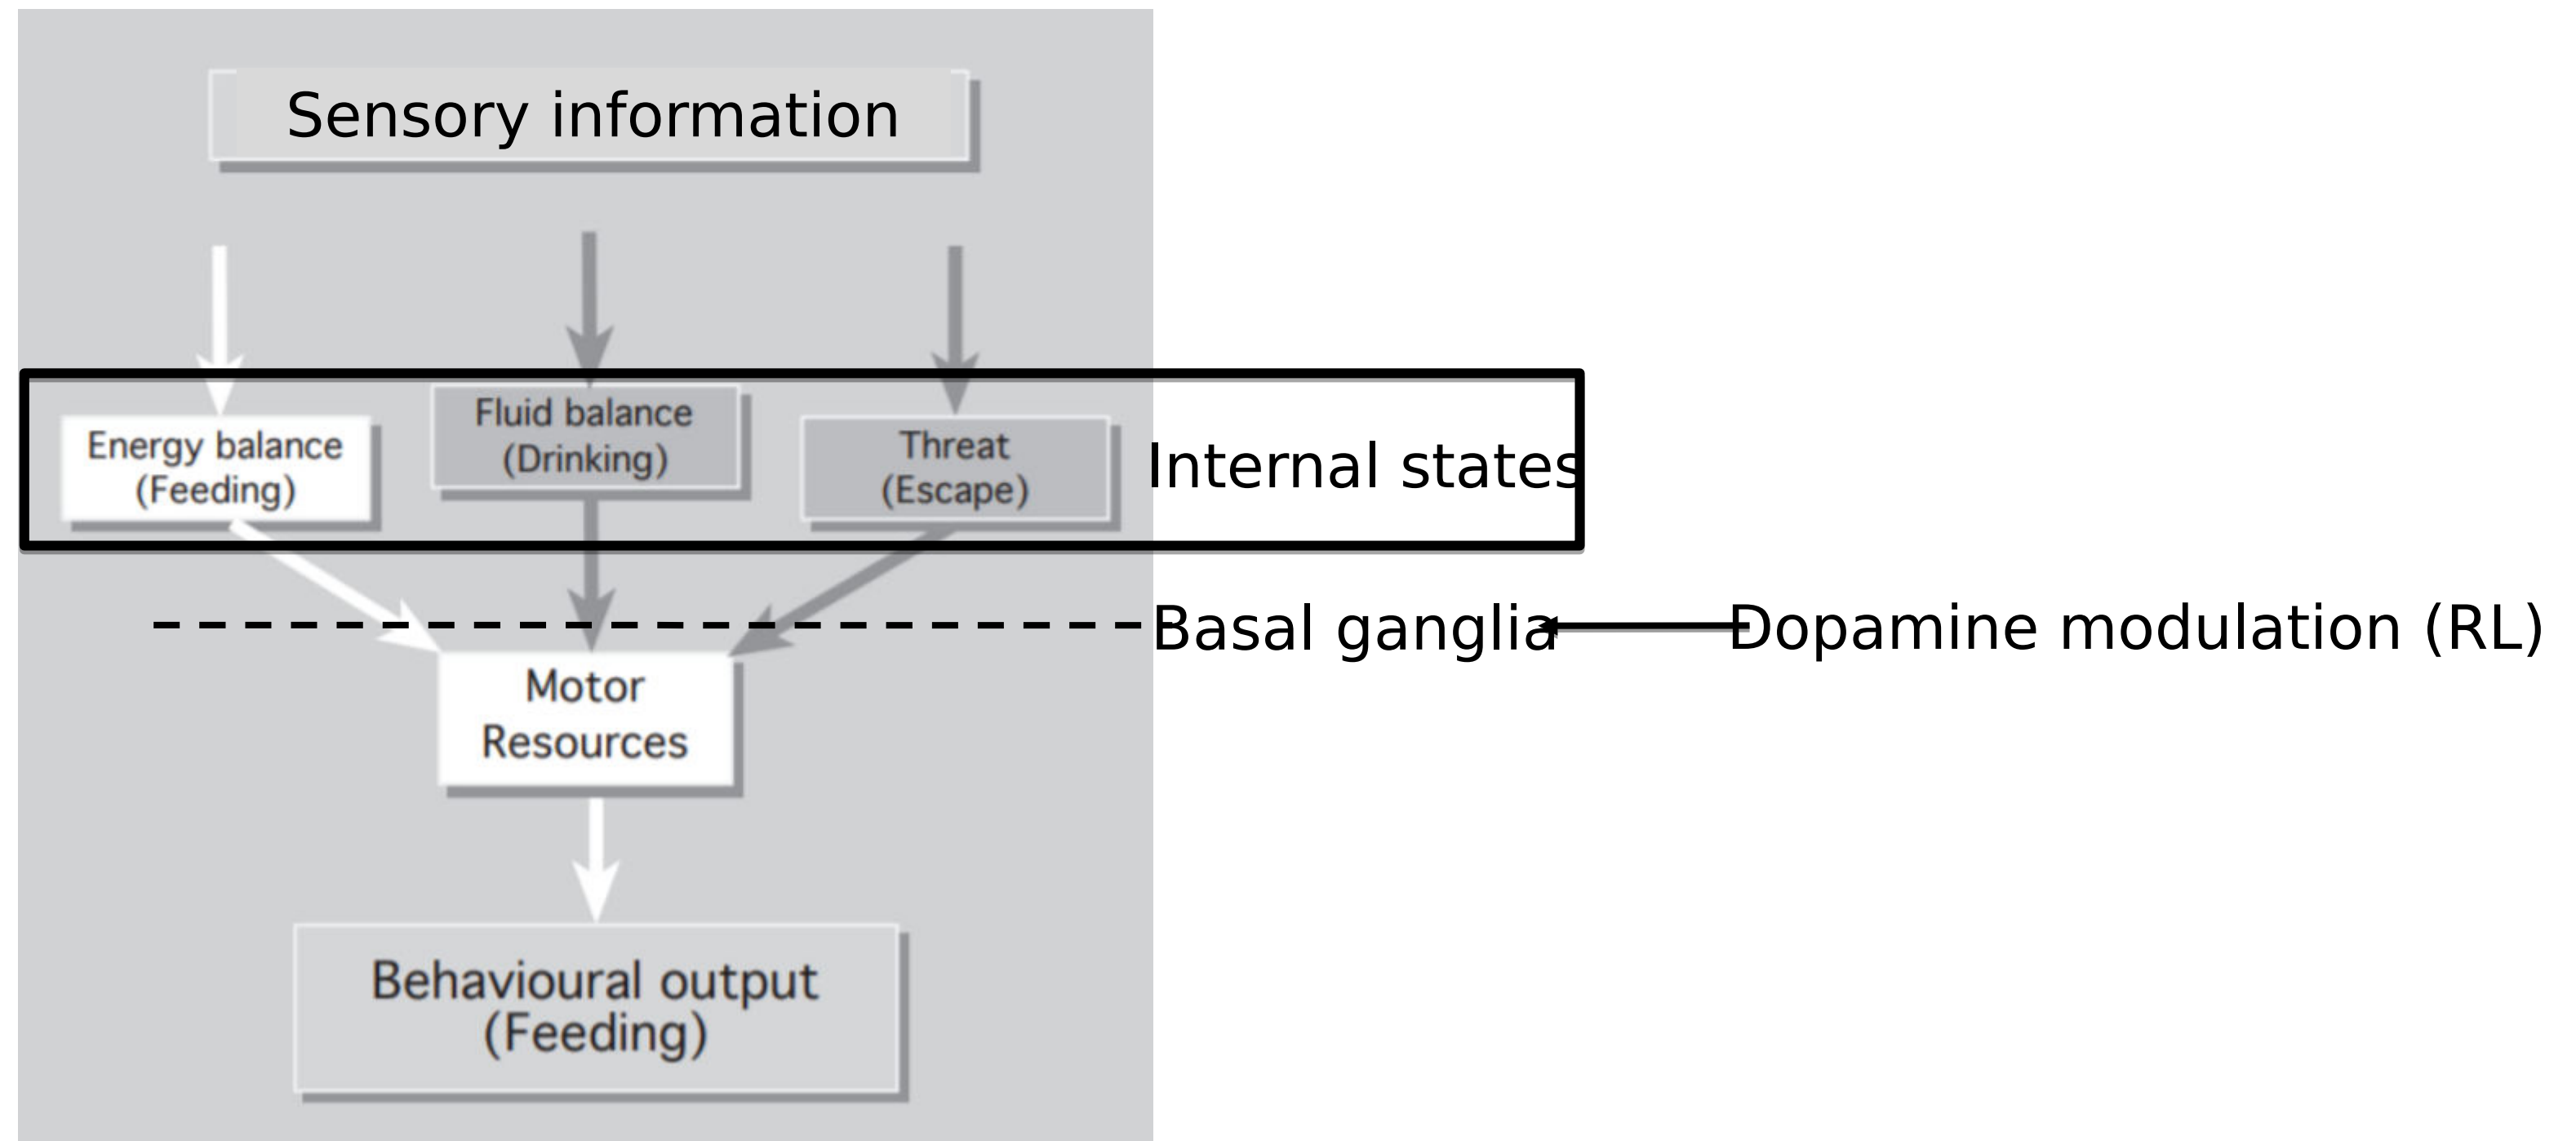 Sensory information
Energy balance
(Feeding)
Fluid balance
(Drinking)
Threat
(Escape)
Internal states
Basal ganglia
Dopamine modulation (RL)
Motor
Resources
Behavioural output
(Feeding)